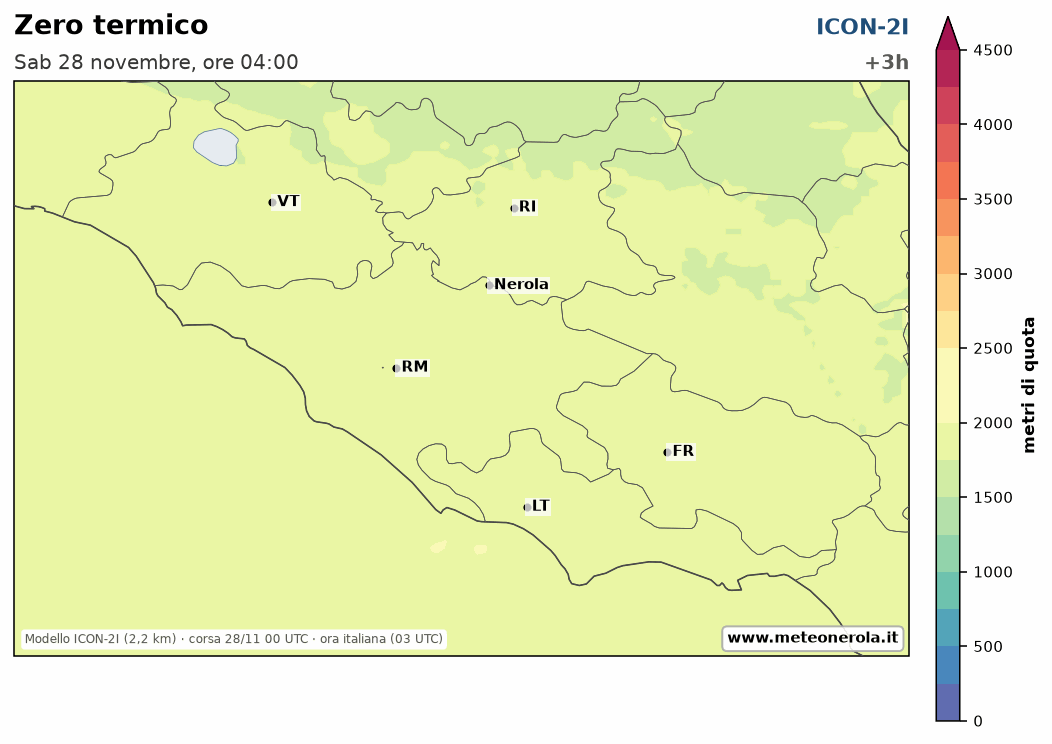 Zero termico
ICON-2I
Sab 28 novembre, ore 04:00
+3h
4500
4000
3500
3000
2500
2000
1500
1000
500
0
metri di quota
VT
RI
Nerola
RM
FR
LT
Modello ICON-2I (2,2 km) · corsa 28/11 00 UTC · ora italiana (03 UTC)
www.meteonerola.it